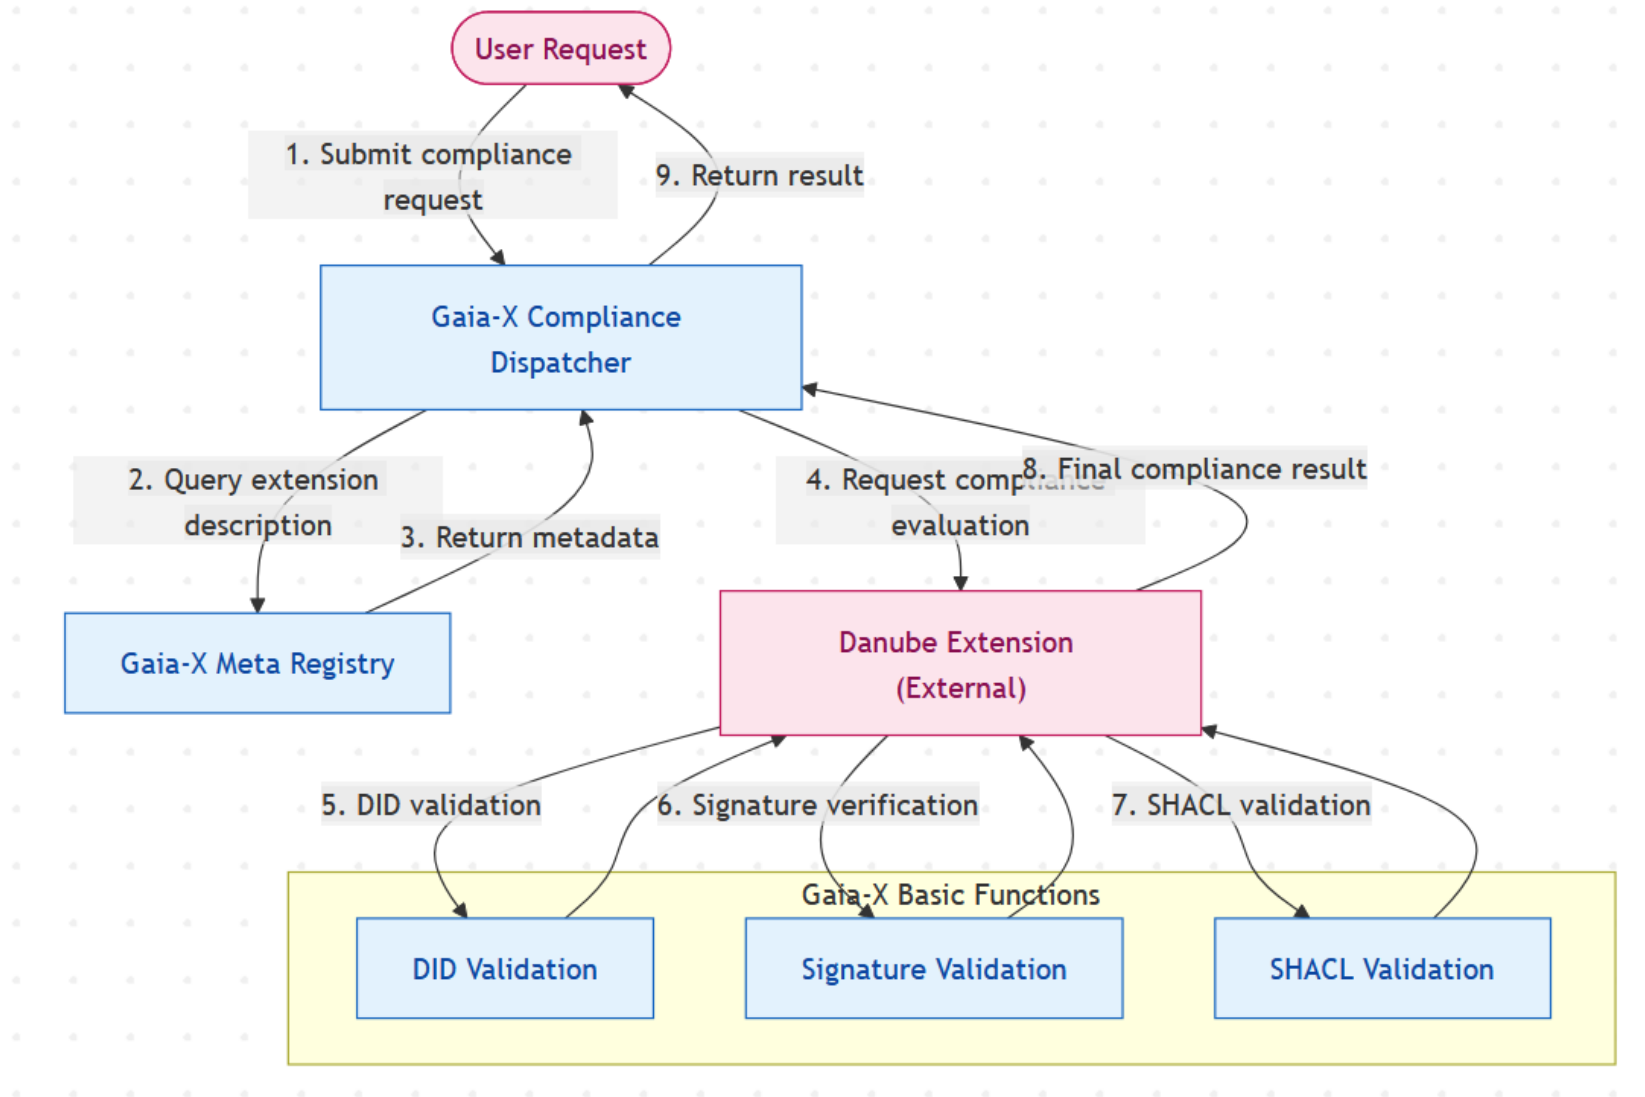 User Request
1. Submit compliance
request
9. Return result
Gaia-X Compliance
Dispatcher
2. Query extension
description
3. Return metadata
4. Request compliance
evaluation
8. Final compliance result
Gaia-X Meta Registry
Danube Extension
(External)
5. DID validation
6. Signature verification
7. SHACL validation
Gaia-X Basic Functions
DID Validation
Signature Validation
SHACL Validation